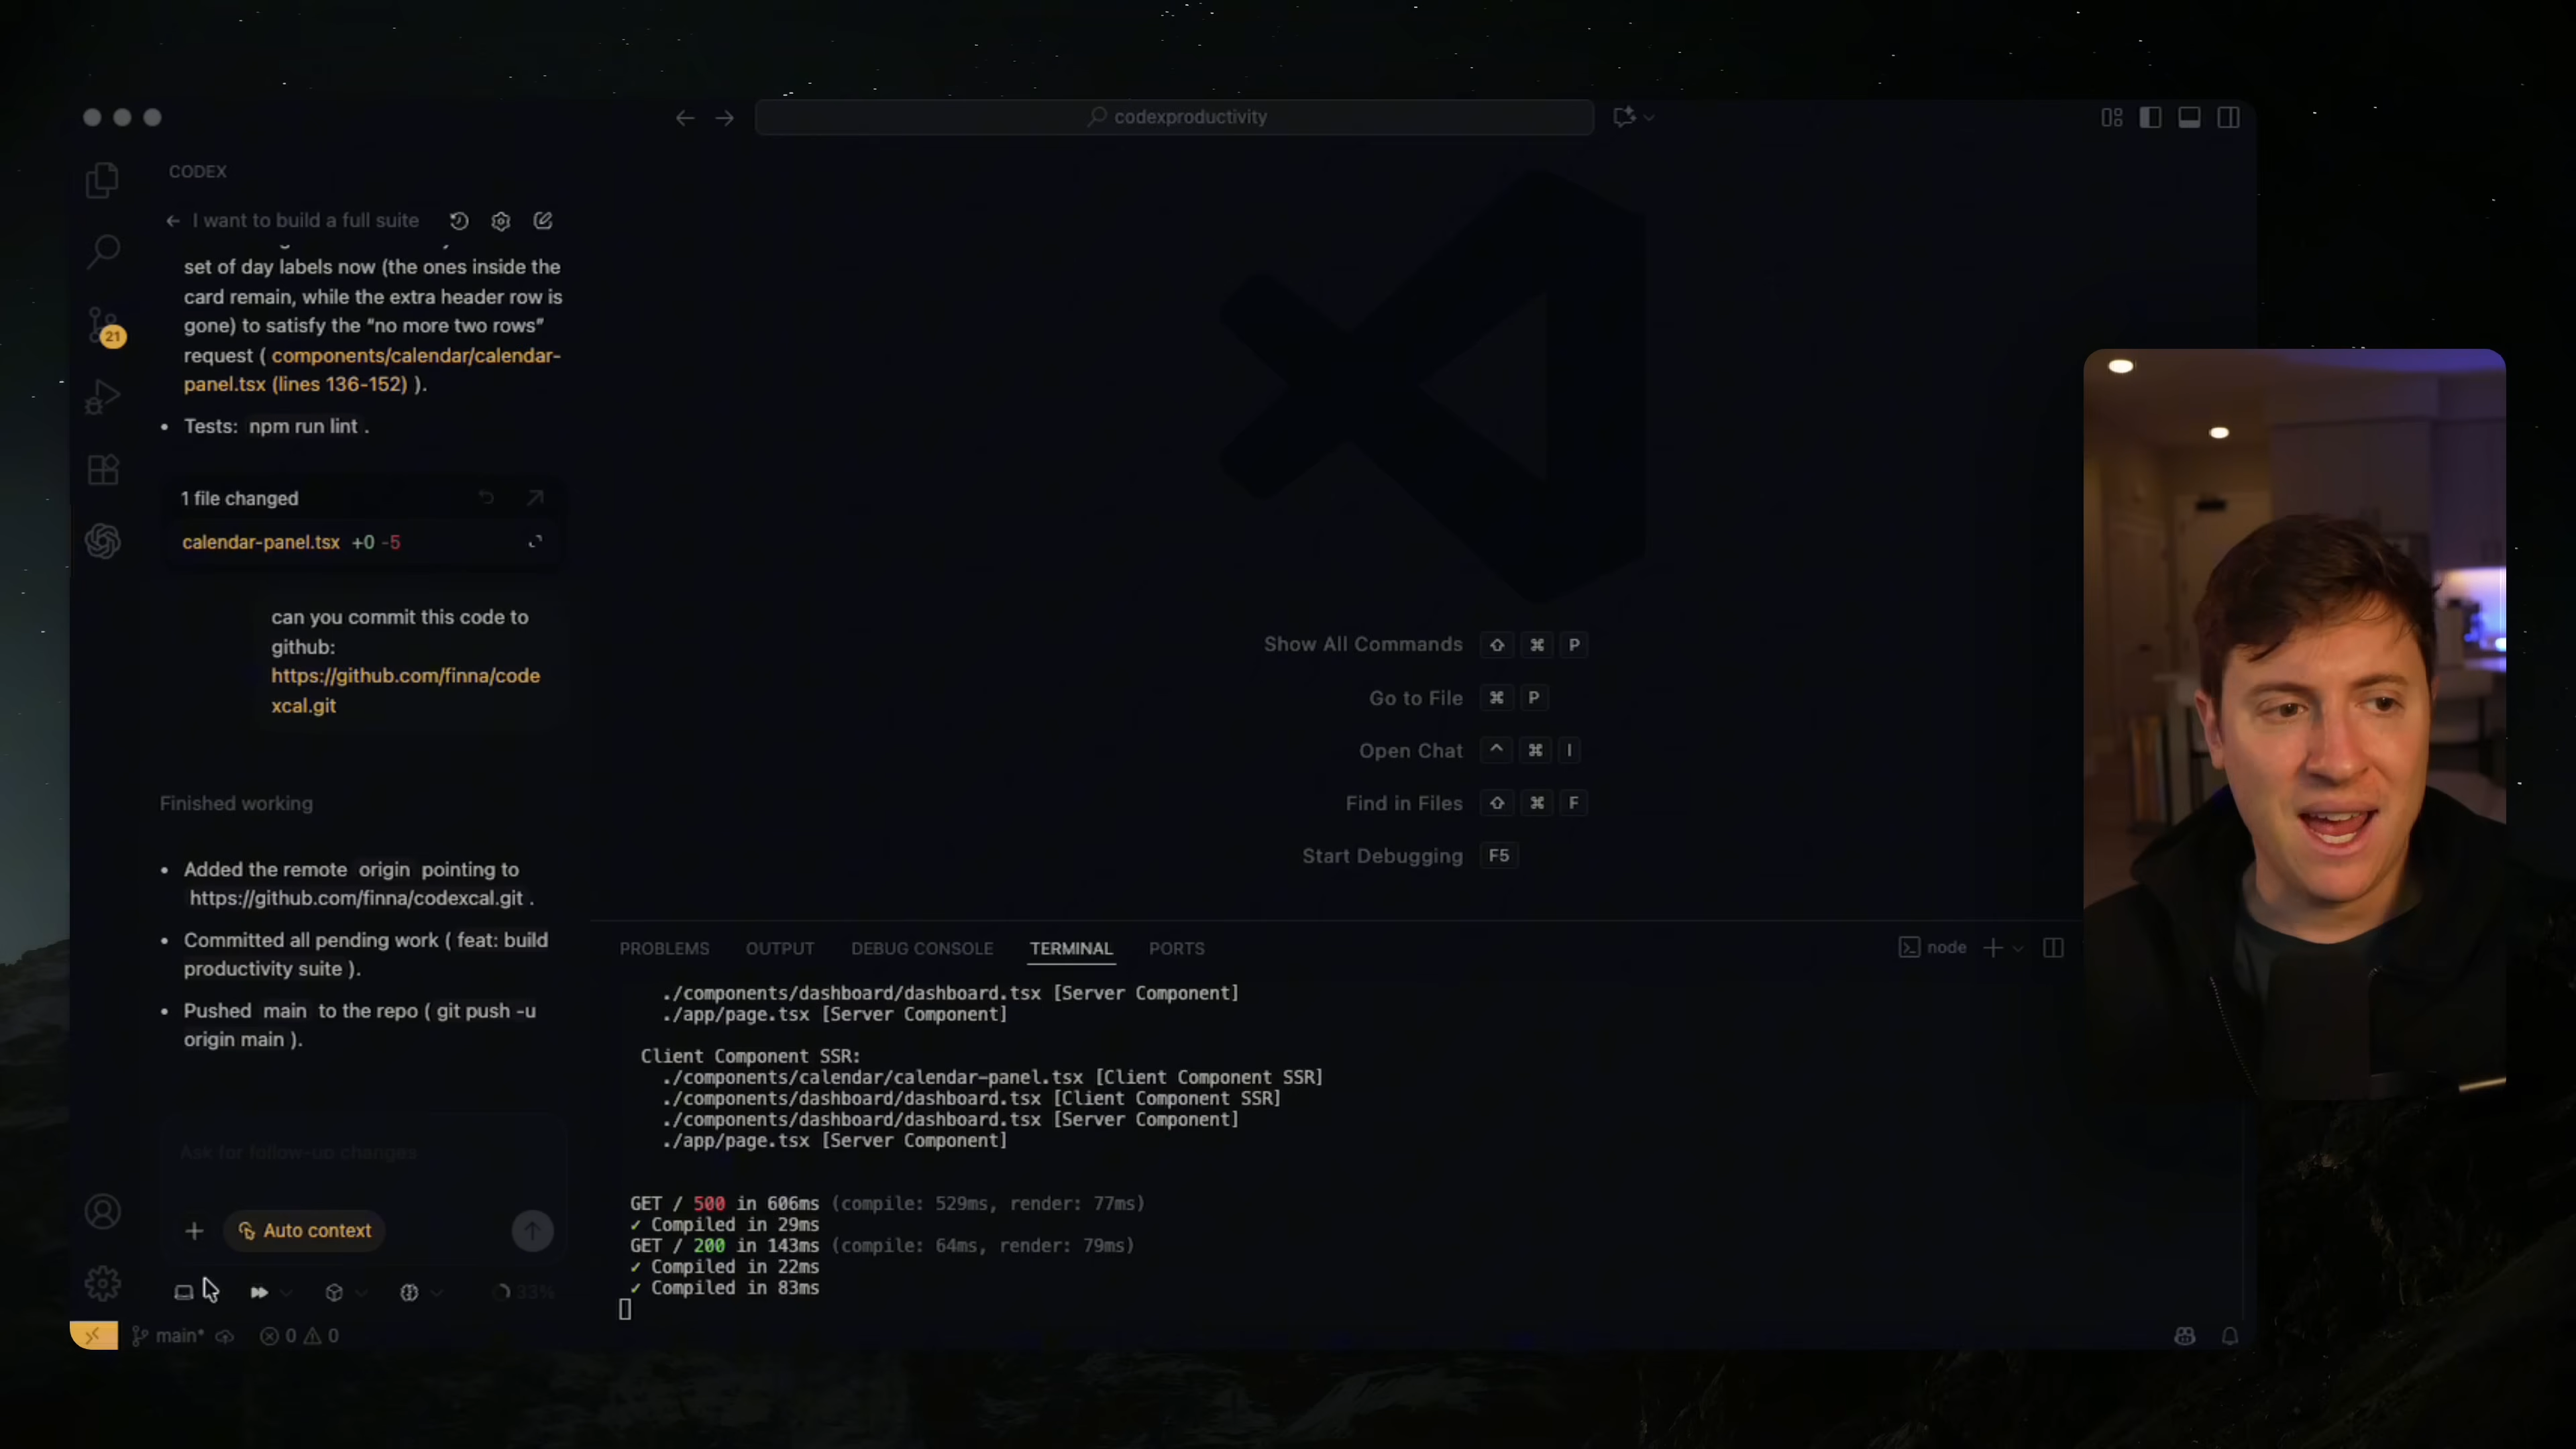 codexproductivity
CODEX
I want to build a full suite
set of day labels now (the ones inside the
card remain, while the extra header row is
gone) to satisfy the “no more two rows”
request ( components/calendar/calendar-
panel.tsx (lines 136-152) ).
21
• Tests: npm run lint .
1 file changed
calendar-panel.tsx +0 -5
can you commit this code to
github:
https://github.com/finna/code
xcal.git
Finished working
• Added the remote origin pointing to
https://github.com/finna/codexcal.git .
• Committed all pending work ( feat: build
productivity suite ).
• Pushed main to the repo ( git push -u
origin main ).
Ask for follow-up changes
Auto context
33%
main* 0 0
Show All Commands ⇧ ⌘ P
Go to File ⌘ P
Open Chat ^ ⌘ I
Find in Files ⇧ ⌘ F
Start Debugging F5
PROBLEMS OUTPUT DEBUG CONSOLE TERMINAL PORTS node
./components/dashboard/dashboard.tsx [Server Component]
./app/page.tsx [Server Component]
Client Component SSR:
./components/calendar/calendar-panel.tsx [Client Component SSR]
./components/dashboard/dashboard.tsx [Client Component SSR]
./components/dashboard/dashboard.tsx [Server Component]
./app/page.tsx [Server Component]
GET / 500 in 606ms (compile: 529ms, render: 77ms)
✓ Compiled in 29ms
GET / 200 in 143ms (compile: 64ms, render: 79ms)
✓ Compiled in 22ms
✓ Compiled in 83ms